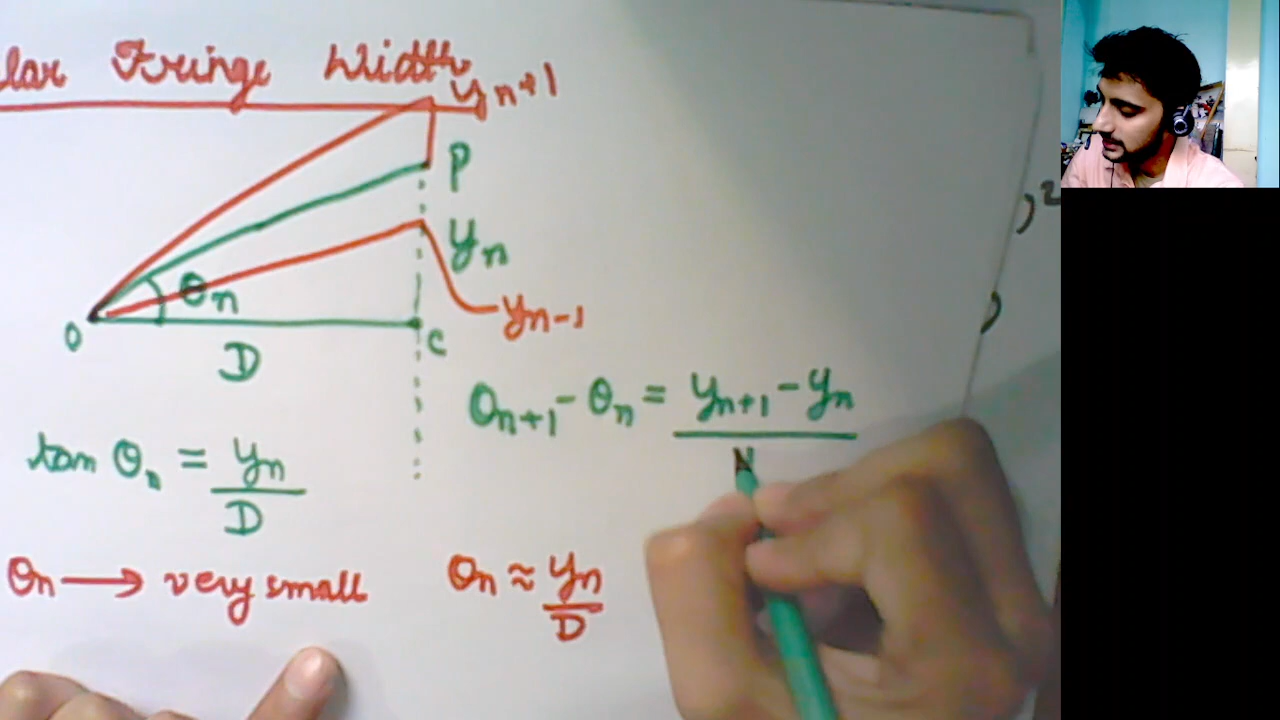 lar Fringe Width
yn+1
P
yn
θn
yn-1
O
C
D
θn+1 - θn = yn+1 - yn
tan θn = yn
D
θn → very small θn ≈ yn
D